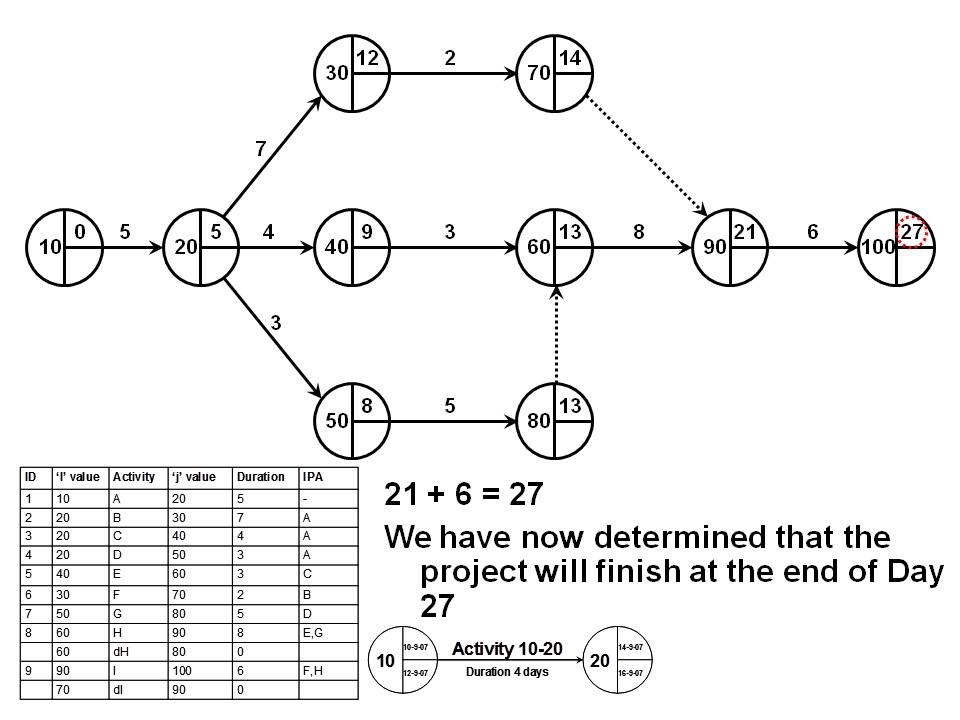 12
2
14
30
70
7
0
5
5
4
9
3
13
8
21
6
27
10
20
40
60
90
100
3
8
5
13
50
80
ID ‘I’ value Activity ‘j’ value Duration IPA
1 10 A 20 5 -
2 20 B 30 7 A
3 20 C 40 4 A
4 20 D 50 3 A
5 40 E 60 3 C
6 30 F 70 2 B
7 50 G 80 5 D
8 60 H 90 8 E,G
60 dH 80 0
9 90 I 100 6 F,H
70 dI 90 0
21 + 6 = 27
We have now determined that the
project will finish at the end of Day
27
10-9-07
Activity 10-20
14-9-07
10
20
12-9-07
Duration 4 days
16-9-07